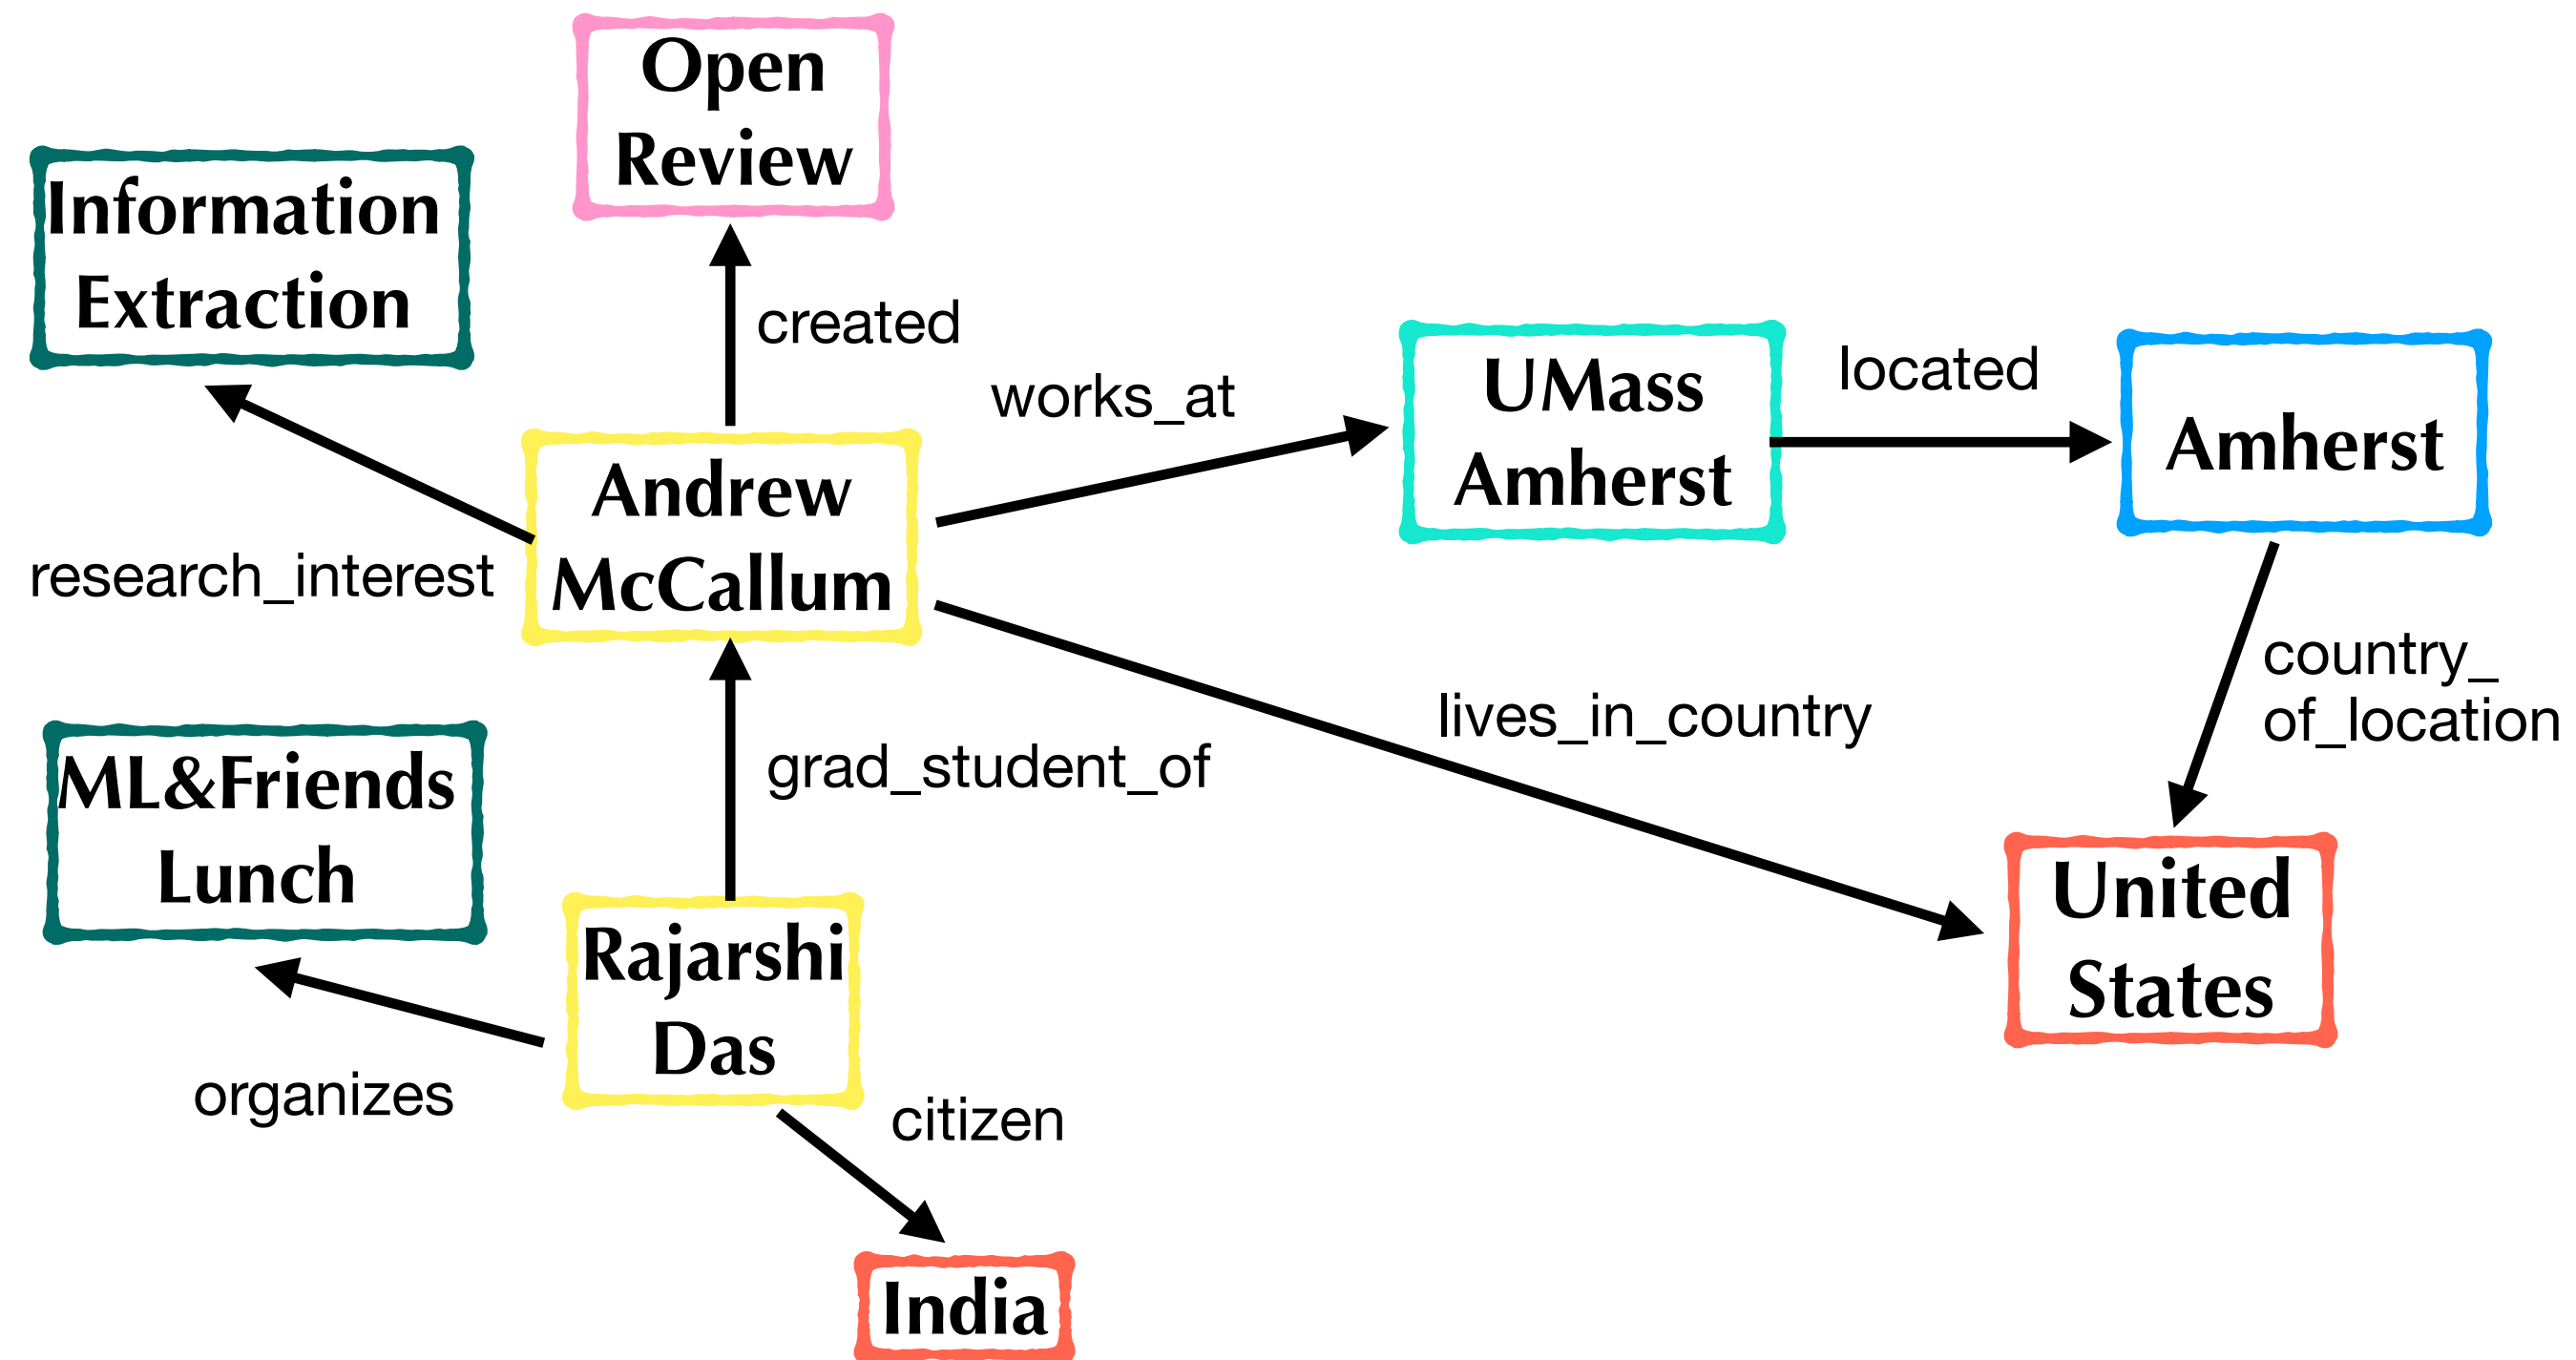 Open
Review
Information
Extraction
created
works_at
UMass
Amherst
located
Amherst
Andrew
McCallum
research_interest
country_
of_location
lives_in_country
grad_student_of
ML&Friends
Lunch
United
States
Rajarshi
Das
organizes
citizen
India